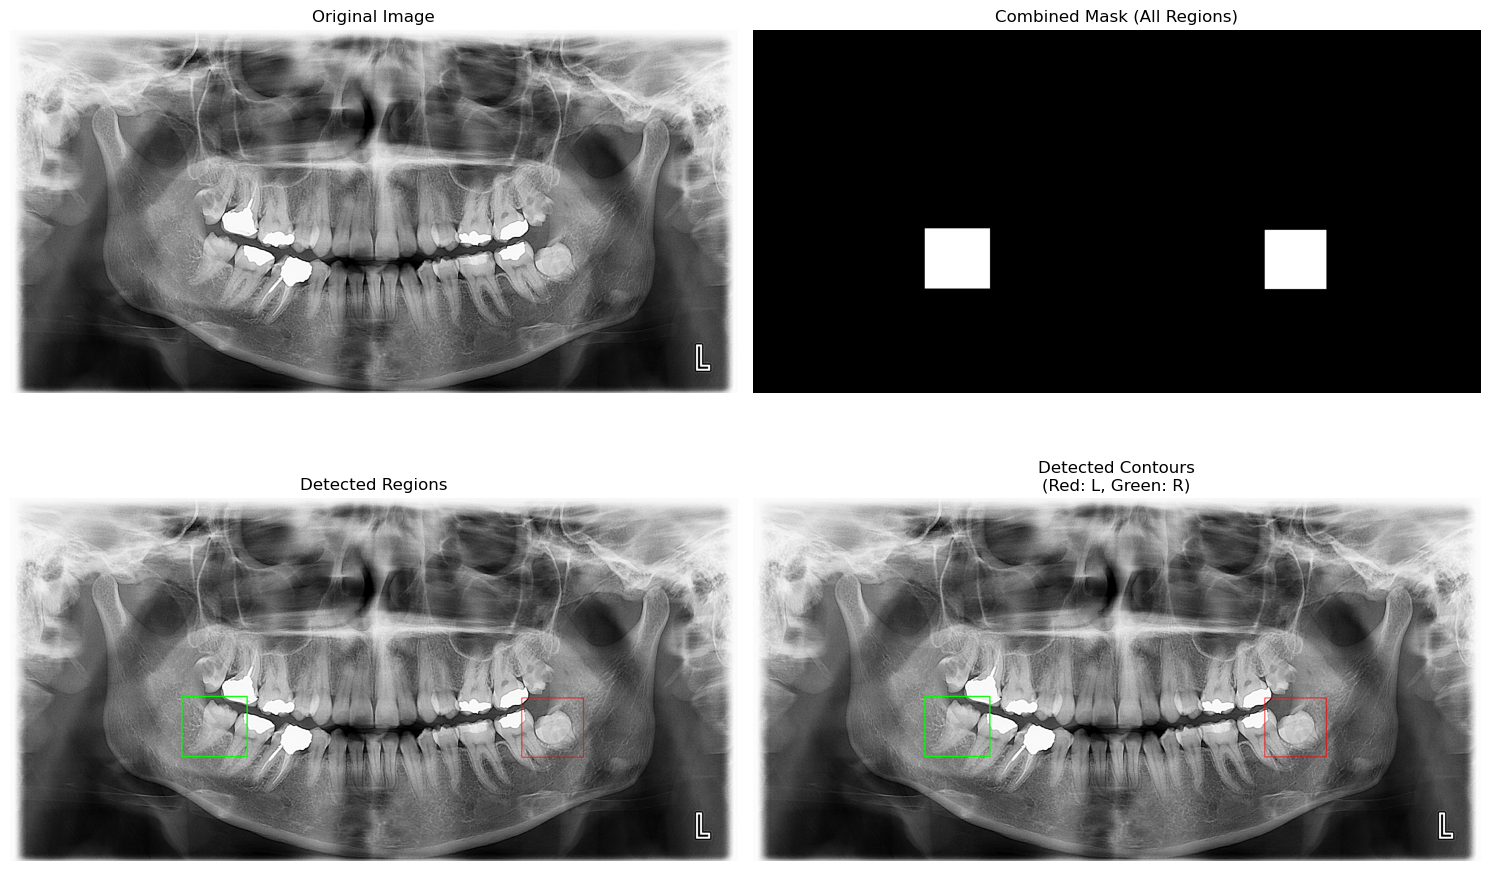 Original Image
Combined Mask (All Regions)
L
Detected Regions
Detected Contours
(Red: L, Green: R)
L
L